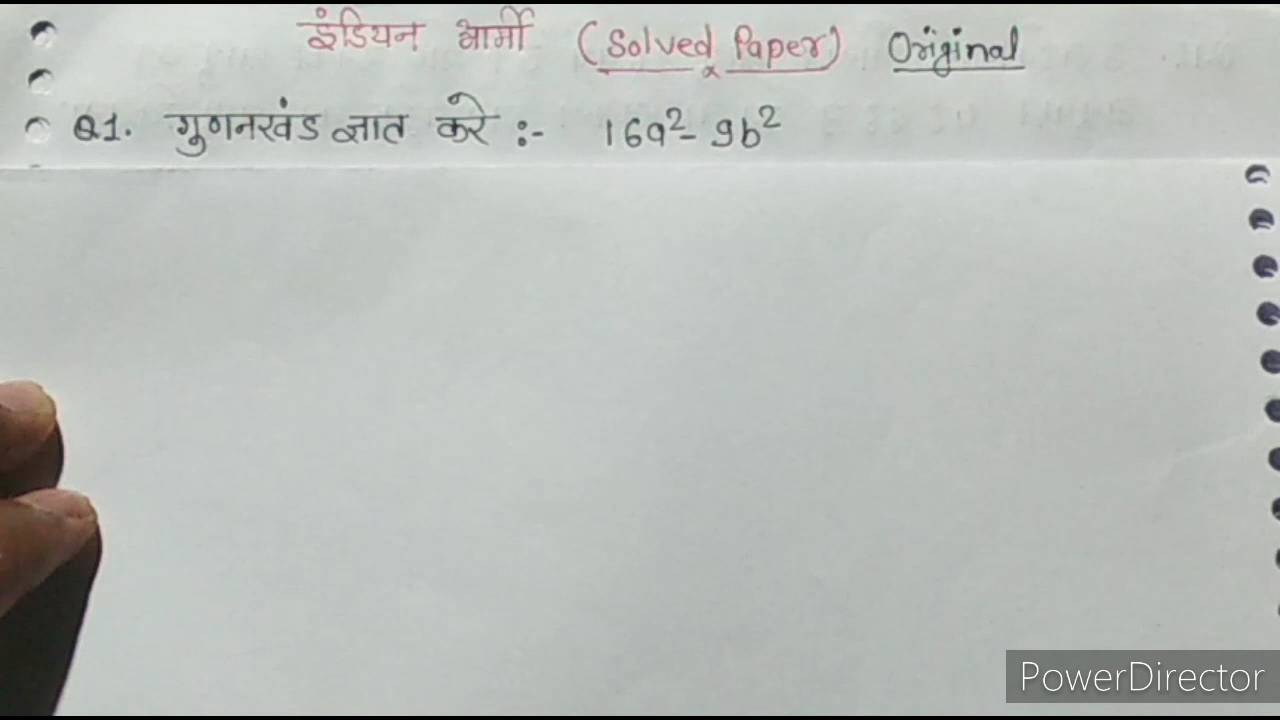 इंडियन आर्मी (Solved Paper) Original
Q1. गुणनखंड ज्ञात करे :- 16a²- 9b²
PowerDirector